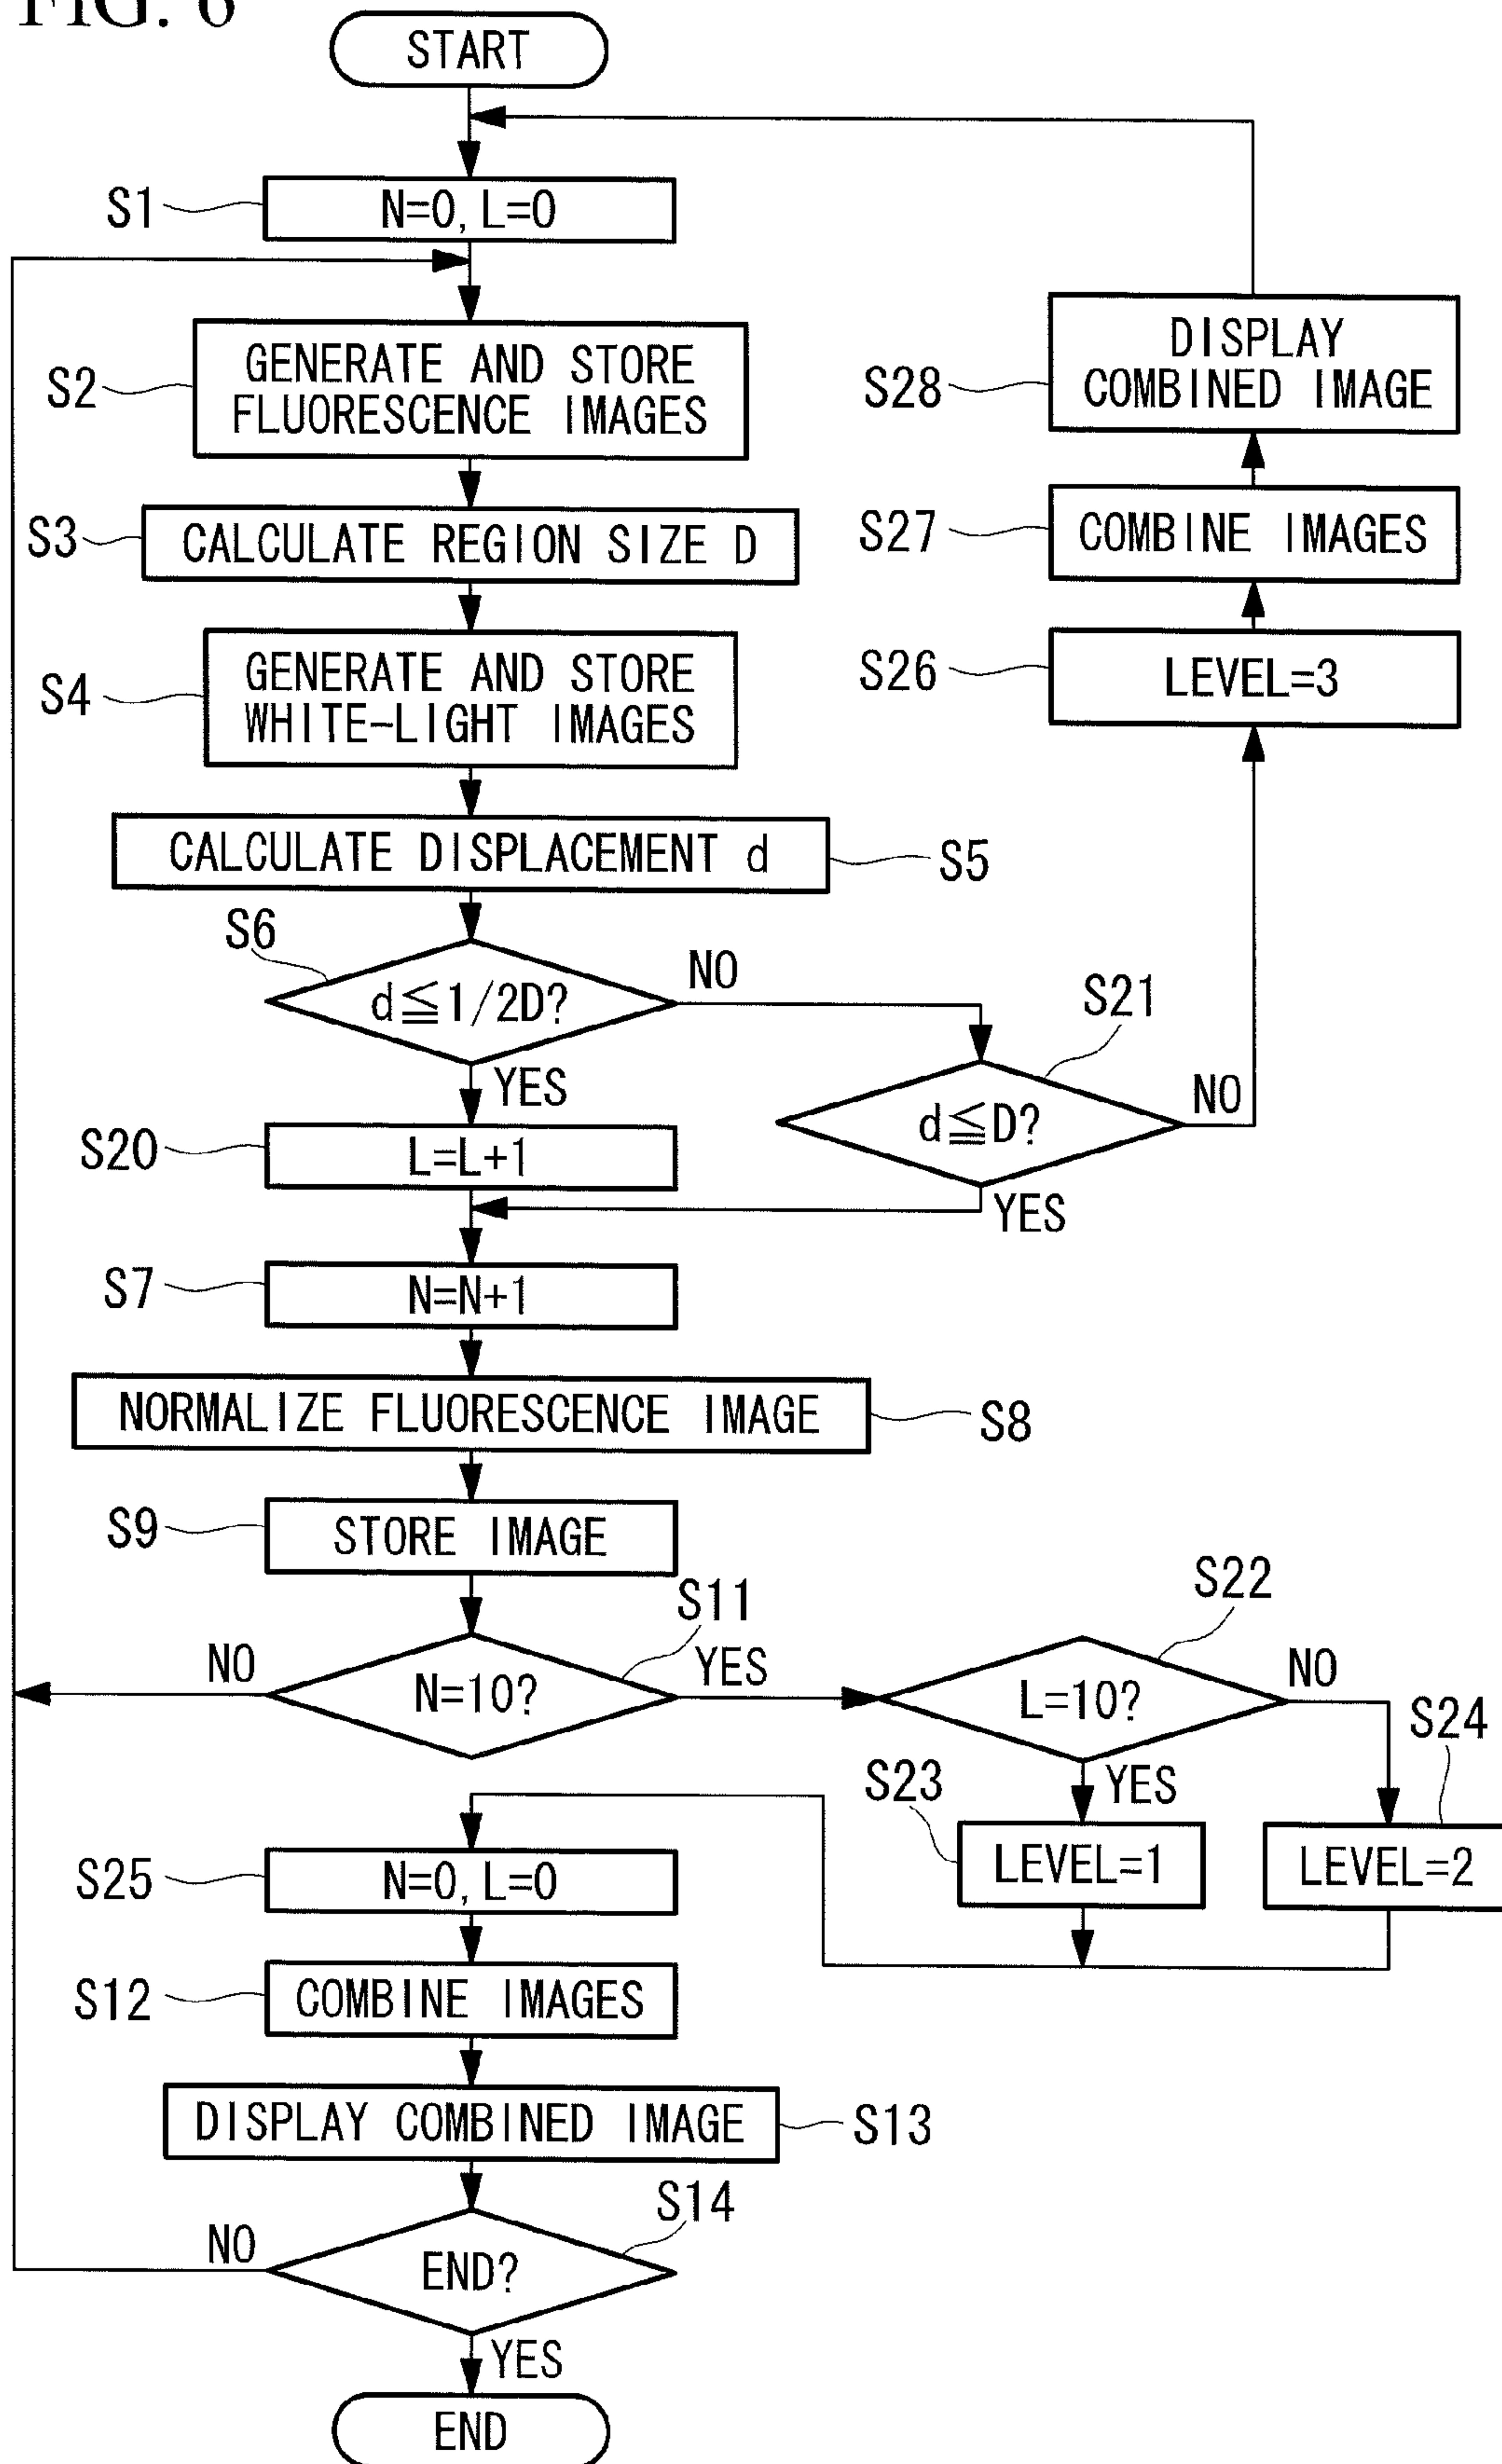 FIG. 6
START
S1
N=0, L=0
S2
GENERATE AND STORE
FLUORESCENCE IMAGES
S3
CALCULATE REGION SIZE D
S4
GENERATE AND STORE
WHITE-LIGHT IMAGES
CALCULATE DISPLACEMENT d
S5
S6
d≦1/2D?
NO
YES
S21
d≦D?
NO
YES
S26
LEVEL=3
S27
COMBINE IMAGES
S28
DISPLAY
COMBINED IMAGE
S20
L=L+1
S7
N=N+1
NORMALIZE FLUORESCENCE IMAGE
S8
S9
STORE IMAGE
S11
N=10?
NO
YES
S22
L=10?
NO
YES
S23
LEVEL=1
S24
LEVEL=2
S25
N=0, L=0
S12
COMBINE IMAGES
DISPLAY COMBINED IMAGE
S13
S14
END?
NO
YES
END